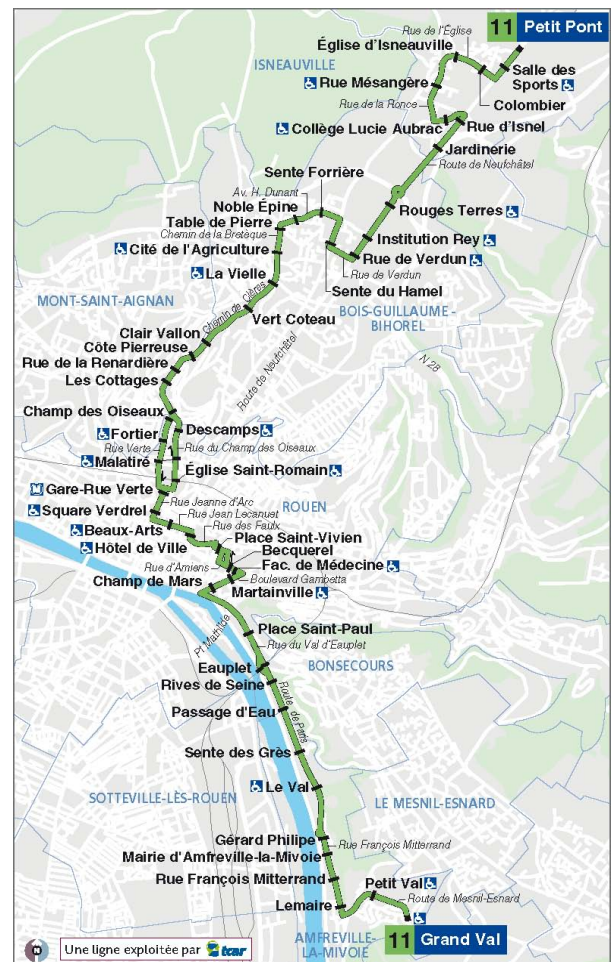 11 Petit Pont
Rue de l'Église
Église d'Isneauville
ISNEAUVILLE
Salle des
Sports
Rue Mésangère
Colombier
Rue de la Ronce
Collège Lucie Aubrac
Rue d'Isnel
Jardinerie
Route de Neufchâtel
Sente Forrière
Av. H. Dunant
Noble Épine
Rouges Terres
Table de Pierre
Chemin de la Bretèque
Institution Rey
Cité de l'Agriculture
Rue de Verdun
Rue de Verdun
La Vielle
Sente du Hamel
MONT-SAINT-AIGNAN
Chemin de Clères
BOIS-GUILLAUME -
BIHOREL
Vert Coteau
Clair Vallon
Côte Pierreuse
Rue de la Renardière
Route de Neufchâtel
N 28
Les Cottages
Champ des Oiseaux
Descamps
Fortier
Rue Verte
Rue du Champ des Oiseaux
Malatiré
Église Saint-Romain
Gare-Rue Verte
Rue Jeanne d'Arc
ROUEN
Square Verdrel
Rue Jean Lecanuet
Beaux-Arts
Rue des Faulx
Place Saint-Vivien
Hôtel de Ville
Becquerel
Rue d'Amiens
Fac. de Médecine
Boulevard Gambetta
Champ de Mars
Martainville
Pt Mathilde
Place Saint-Paul
Rue du Val d'Eauplet
Eauplet
BONSECOURS
Rives de Seine
Route de Paris
Passage d'Eau
Sente des Grès
Le Val
SOTTEVILLE-LÈS-ROUEN
LE MESNIL-ESNARD
Gérard Philipe
Rue François Mitterrand
Mairie d'Amfreville-la-Mivoie
Rue François Mitterrand
Petit Val
Route de Mesnil-Esnard
Lemaire
AMFREVILLE-
LA-MIVOIE
11 Grand Val
Une ligne exploitée par tcar